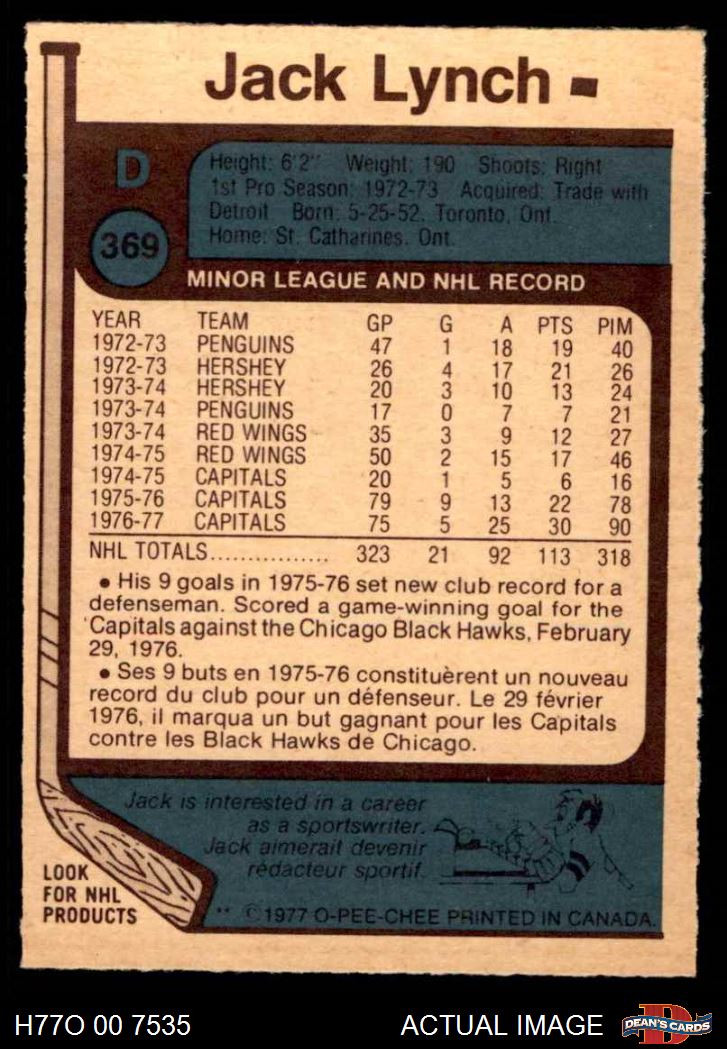 Jack Lynch
D
Height: 6'2" Weight: 190 Shoots: Right
1st Pro Season: 1972-73 Acquired: Trade with
Detroit Born: 5-25-52, Toronto, Ont.
Home: St. Catharines, Ont.
369
MINOR LEAGUE AND NHL RECORD
YEAR TEAM GP G A PTS PIM
1972-73 PENGUINS 47 1 18 19 40
1972-73 HERSHEY 26 4 17 21 26
1973-74 HERSHEY 20 3 10 13 24
1973-74 PENGUINS 17 0 7 7 21
1973-74 RED WINGS 35 3 9 12 27
1974-75 RED WINGS 50 2 15 17 46
1974-75 CAPITALS 20 1 5 6 16
1975-76 CAPITALS 79 9 13 22 78
1976-77 CAPITALS 75 5 25 30 90
NHL TOTALS................ 323 21 92 113 318
• His 9 goals in 1975-76 set new club record for a
defenseman. Scored a game-winning goal for the
Capitals against the Chicago Black Hawks, February
29, 1976.
• Ses 9 buts en 1975-76 constituèrent un nouveau
record du club pour un défenseur. Le 29 février
1976, il marqua un but gagnant pour les Capitals
contre les Black Hawks de Chicago.
Jack is interested in a career
as a sportswriter.
Jack aimerait devenir
rédacteur sportif.
LOOK
FOR NHL
PRODUCTS
** ©1977 O-PEE-CHEE PRINTED IN CANADA.
H77O 00 7535
ACTUAL IMAGE
D
DEAN'S CARDS